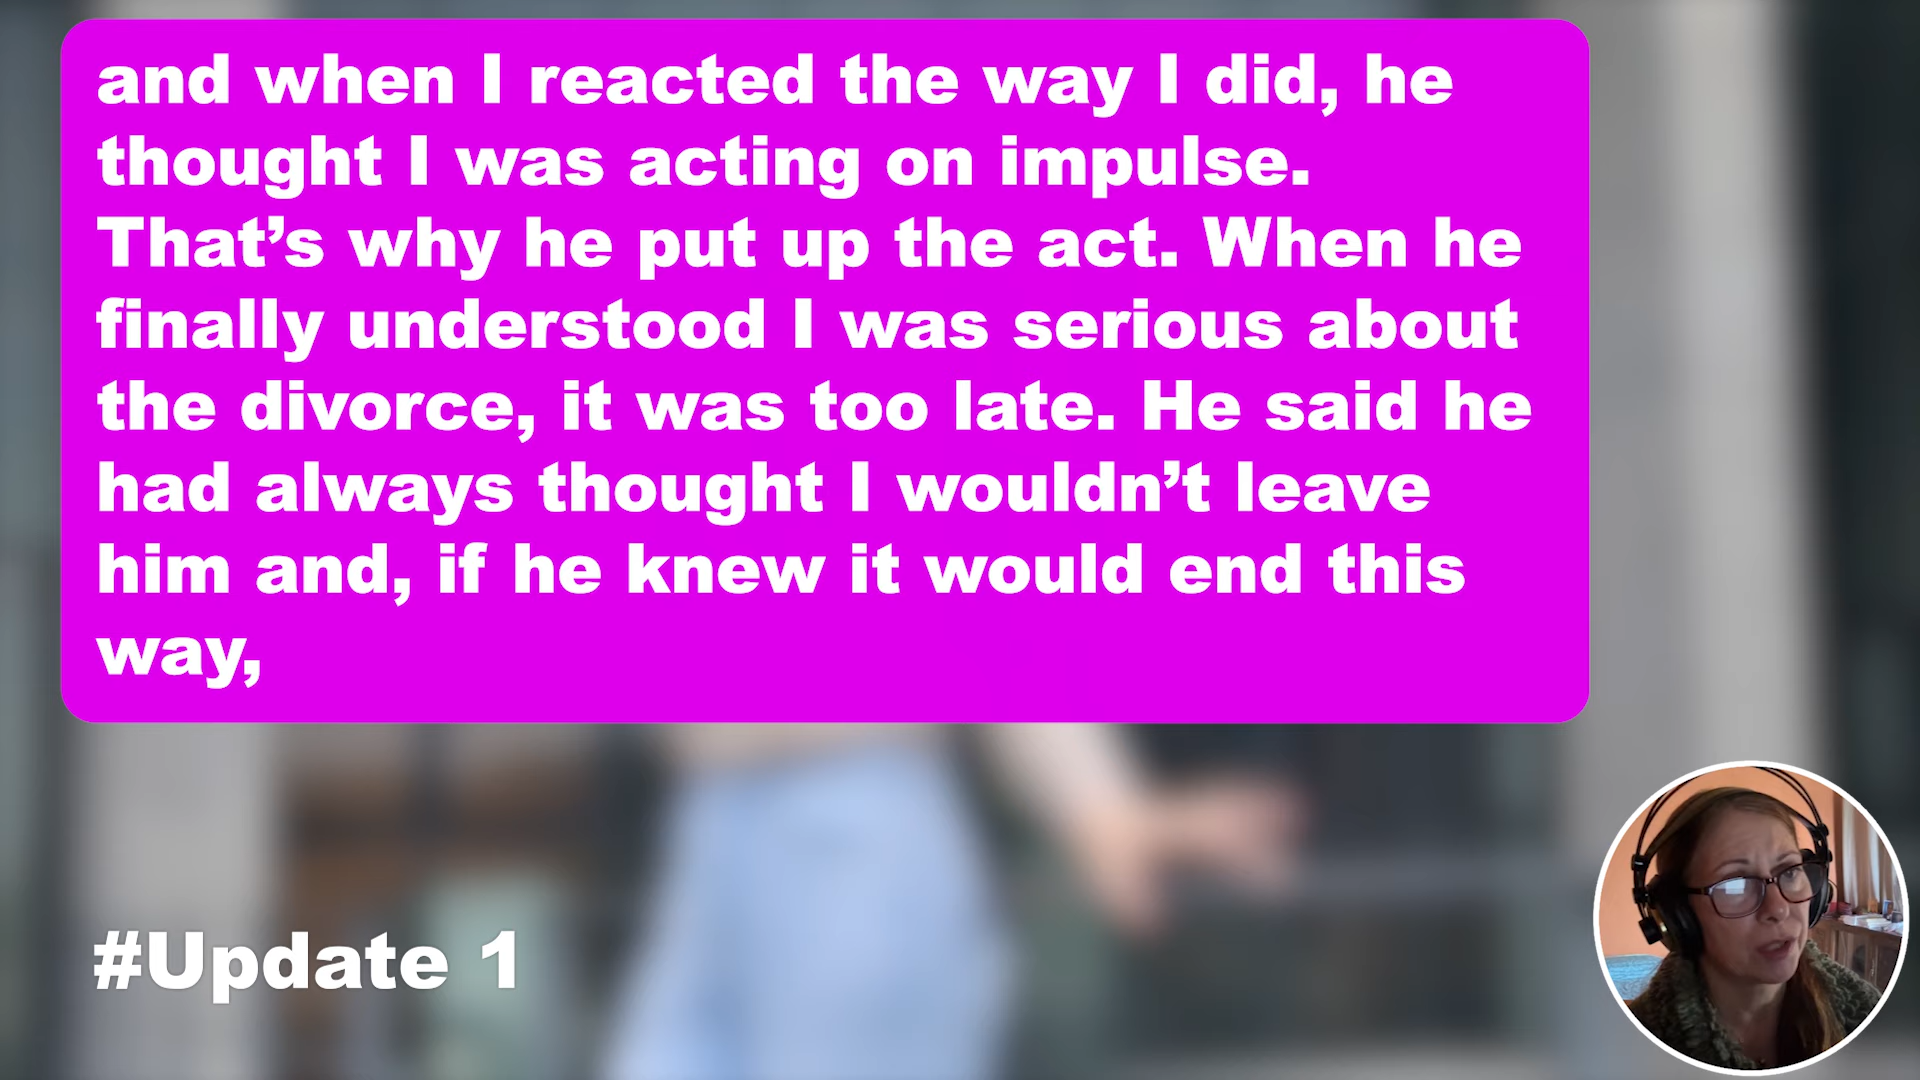 and when I reacted the way I did, he
thought I was acting on impulse.
That’s why he put up the act. When he
finally understood I was serious about
the divorce, it was too late. He said he
had always thought I wouldn’t leave
him and, if he knew it would end this
way,
#Update 1